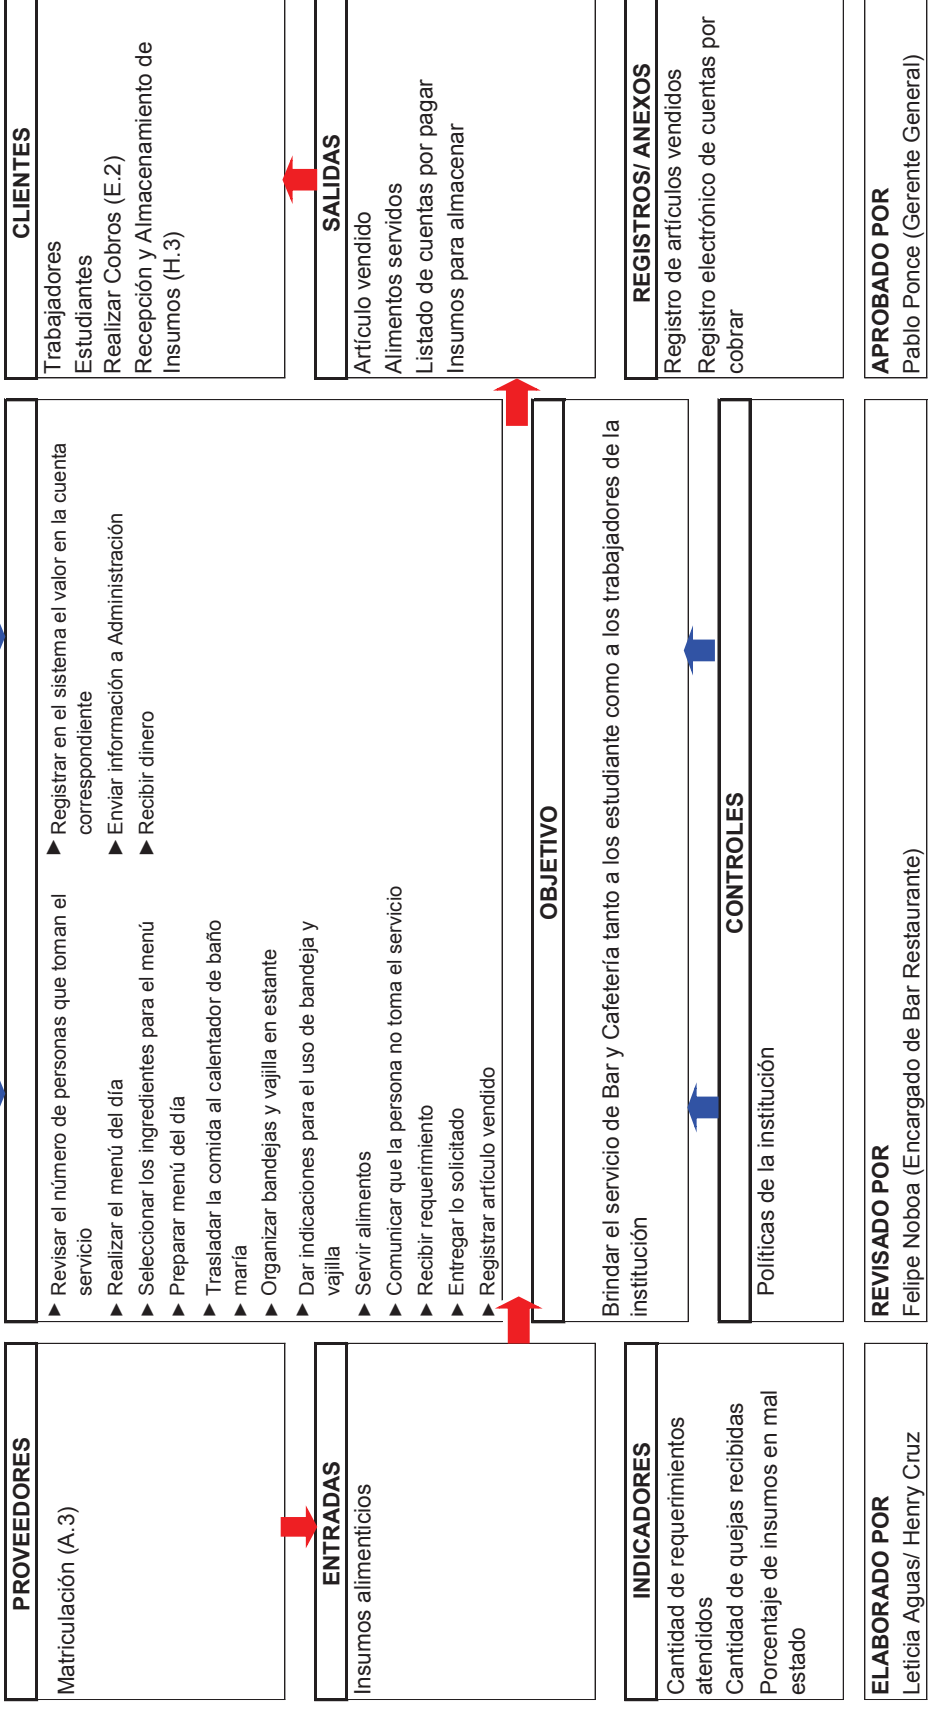 PROVEEDORES
Matriculación (A.3)
ENTRADAS
Insumos alimenticios
INDICADORES
Cantidad de requerimientos
atendidos
Cantidad de quejas recibidas
Porcentaje de insumos en mal
estado
ELABORADO POR
Leticia Aguas/ Henry Cruz
► Revisar el número de personas que toman el
servicio
► Realizar el menú del día
► Seleccionar los ingredientes para el menú
► Preparar menú del día
► Trasladar la comida al calentador de baño
► maría
► Organizar bandejas y vajilla en estante
► Dar indicaciones para el uso de bandeja y
vajilla
► Servir alimentos
► Comunicar que la persona no toma el servicio
► Recibir requerimiento
► Entregar lo solicitado
► Registrar artículo vendido
► Registrar en el sistema el valor en la cuenta
correspondiente
► Enviar información a Administración
► Recibir dinero
OBJETIVO
Brindar el servicio de Bar y Cafetería tanto a los estudiante como a los trabajadores de la
institución
CONTROLES
Políticas de la institución
REVISADO POR
Felipe Noboa (Encargado de Bar Restaurante)
CLIENTES
Trabajadores
Estudiantes
Realizar Cobros (E.2)
Recepción y Almacenamiento de
Insumos (H.3)
SALIDAS
Artículo vendido
Alimentos servidos
Listado de cuentas por pagar
Insumos para almacenar
REGISTROS/ ANEXOS
Registro de artículos vendidos
Registro electrónico de cuentas por
cobrar
APROBADO POR
Pablo Ponce (Gerente General)